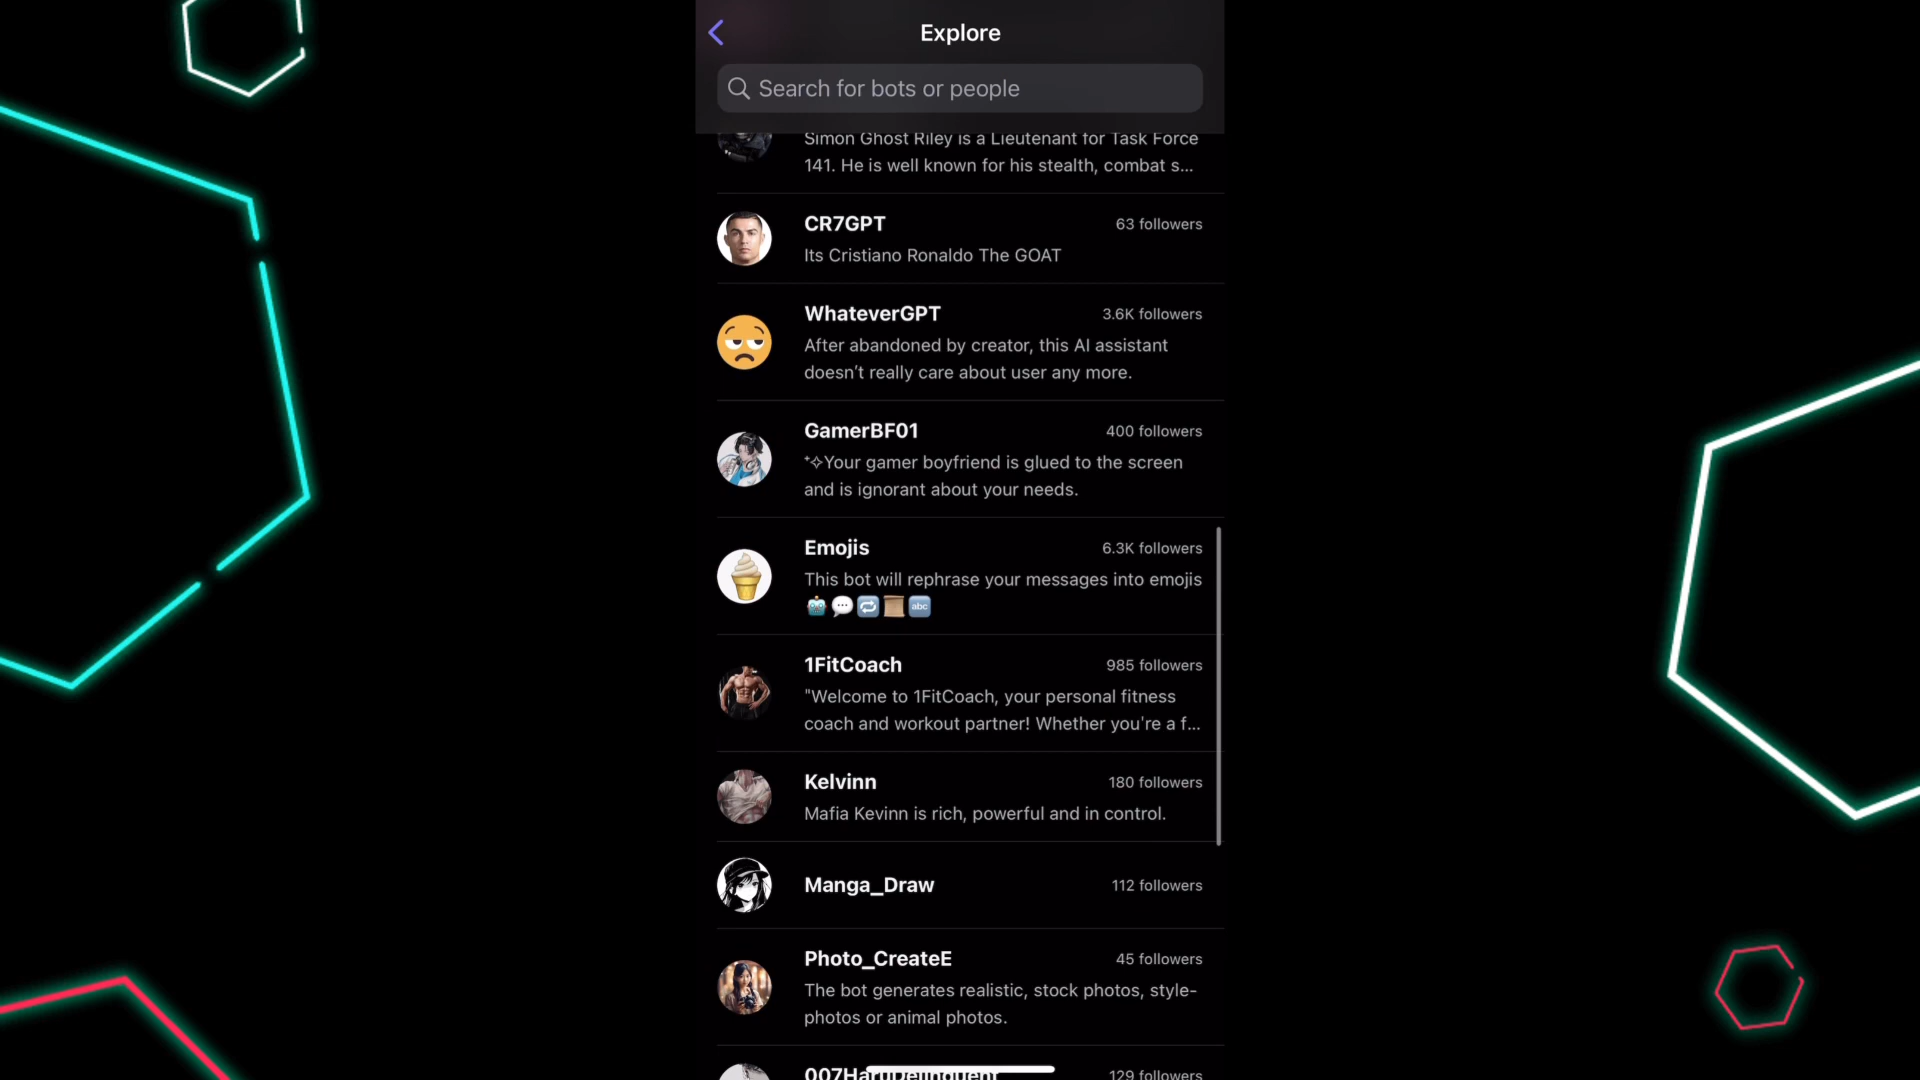 Explore
Search for bots or people
Simon Ghost Riley is a Lieutenant for Task Force
141. He is well known for his stealth, combat s...
CR7GPT
63 followers
Its Cristiano Ronaldo The GOAT
WhateverGPT
3.6K followers
After abandoned by creator, this AI assistant
doesn't really care about user any more.
GamerBF01
400 followers
⁺✧Your gamer boyfriend is glued to the screen
and is ignorant about your needs.
Emojis
6.3K followers
This bot will rephrase your messages into emojis
🤖💬🔁📜🔤
1FitCoach
985 followers
"Welcome to 1FitCoach, your personal fitness
coach and workout partner! Whether you're a f...
Kelvinn
180 followers
Mafia Kevinn is rich, powerful and in control.
Manga_Draw
112 followers
Photo_CreateE
45 followers
The bot generates realistic, stock photos, style-
photos or animal photos.
007HaruDelinquent
129 followers